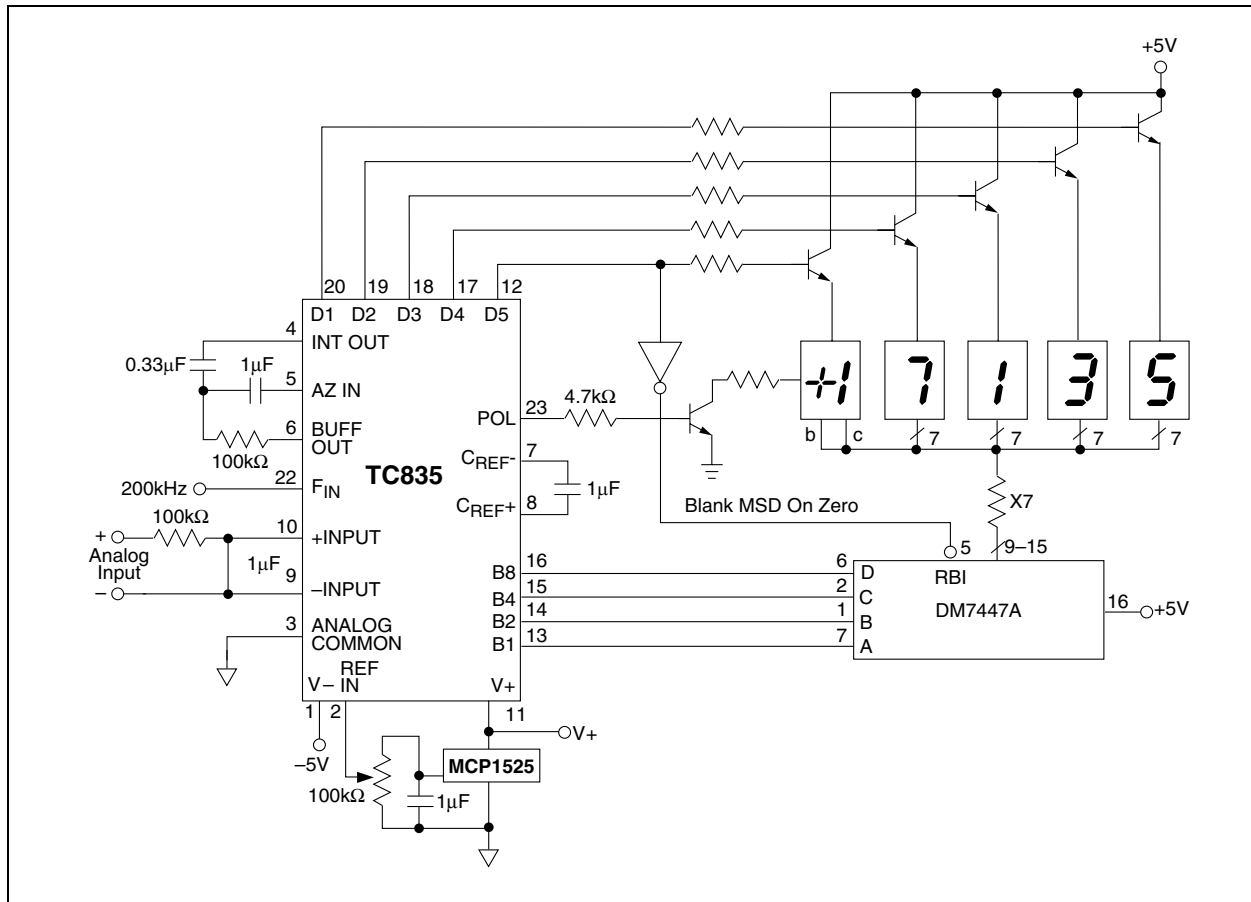 +5V
20 19 18 17 12
D1 D2 D3 D4 D5
4 INT OUT
0.33μF
1μF
5 AZ IN
6 BUFF OUT
100kΩ
200kHz 22 FIN
100kΩ
+ 10 +INPUT
Analog Input
1μF
– 9 –INPUT
3 ANALOG COMMON
TC835
POL 23 4.7kΩ
CREF- 7
1μF
CREF+ 8
+1 7 1 3 5
b c 7 7 7 7
Blank MSD On Zero
X7
5 9–15
B8 16 6 D
B4 15 2 C
B2 14 1 B
B1 13 7 A
RBI
DM7447A
16 +5V
V– REF IN V+
1 2 11
–5V
V+
MCP1525
100kΩ
1μF